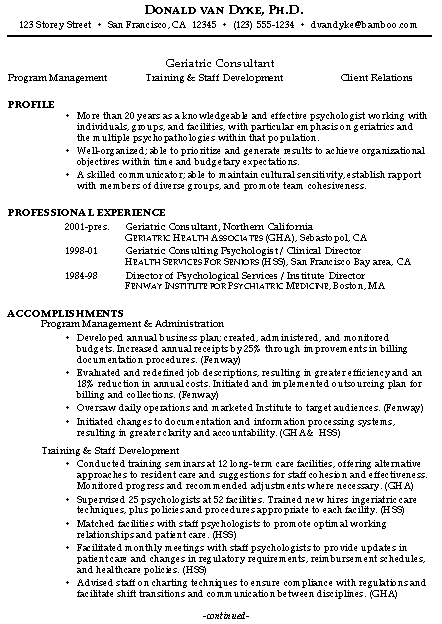 DONALD VAN DYKE, PH.D.
123 Storey Street • San Francisco, CA 12345 • (123) 555-1234 • dvandyke@bamboo.com
Geriatric Consultant
Program Management Training & Staff Development Client Relations
PROFILE
• More than 20 years as a knowledgeable and effective psychologist working with
individuals, groups, and facilities, with particular emphasis on geriatrics and
the multiple psychopathologies within that population.
• Well-organized; able to prioritize and generate results to achieve organizational
objectives within time and budgetary expectations.
• A skilled communicator; able to maintain cultural sensitivity, establish rapport
with members of diverse groups, and promote team cohesiveness.
PROFESSIONAL EXPERIENCE
2001-pres. Geriatric Consultant, Northern California
GERIATRIC HEALTH ASSOCIATES (GHA), Sebastopol, CA
1998-01 Geriatric Consulting Psychologist / Clinical Director
HEALTH SERVICES FOR SENIORS (HSS), San Francisco Bay area, CA
1984-98 Director of Psychological Services / Institute Director
FENWAY INSTITUTE FOR PSYCHIATRIC MEDICINE, Boston, MA
ACCOMPLISHMENTS
Program Management & Administration
• Developed annual business plan; created, administered, and monitored
budgets. Increased annual receipts by 25% through improvements in billing
documentation procedures. (Fenway)
• Evaluated and redefined job descriptions, resulting in greater efficiency and an
18% reduction in annual costs. Initiated and implemented outsourcing plan for
billing and collections. (Fenway)
• Oversaw daily operations and marketed Institute to target audiences. (Fenway)
• Initiated changes to documentation and information processing systems,
resulting in greater clarity and accountability. (GHA & HSS)
Training & Staff Development
• Conducted training seminars at 12 long-term care facilities, offering alternative
approaches to resident care and suggestions for staff cohesion and effectiveness.
Monitored progress and recommended adjustments where necessary. (GHA)
• Supervised 25 psychologists at 52 facilities. Trained new hires in geriatric care
techniques, plus policies and procedures appropriate to each facility. (HSS)
• Matched facilities with staff psychologists to promote optimal working
relationships and patient care. (HSS)
• Facilitated monthly meetings with staff psychologists to provide updates in
patient care and changes in regulatory requirements, reimbursement schedules,
and healthcare policies. (HSS)
• Advised staff on charting techniques to ensure compliance with regulations and
facilitate shift transitions and communication between disciplines. (GHA)
-continued-